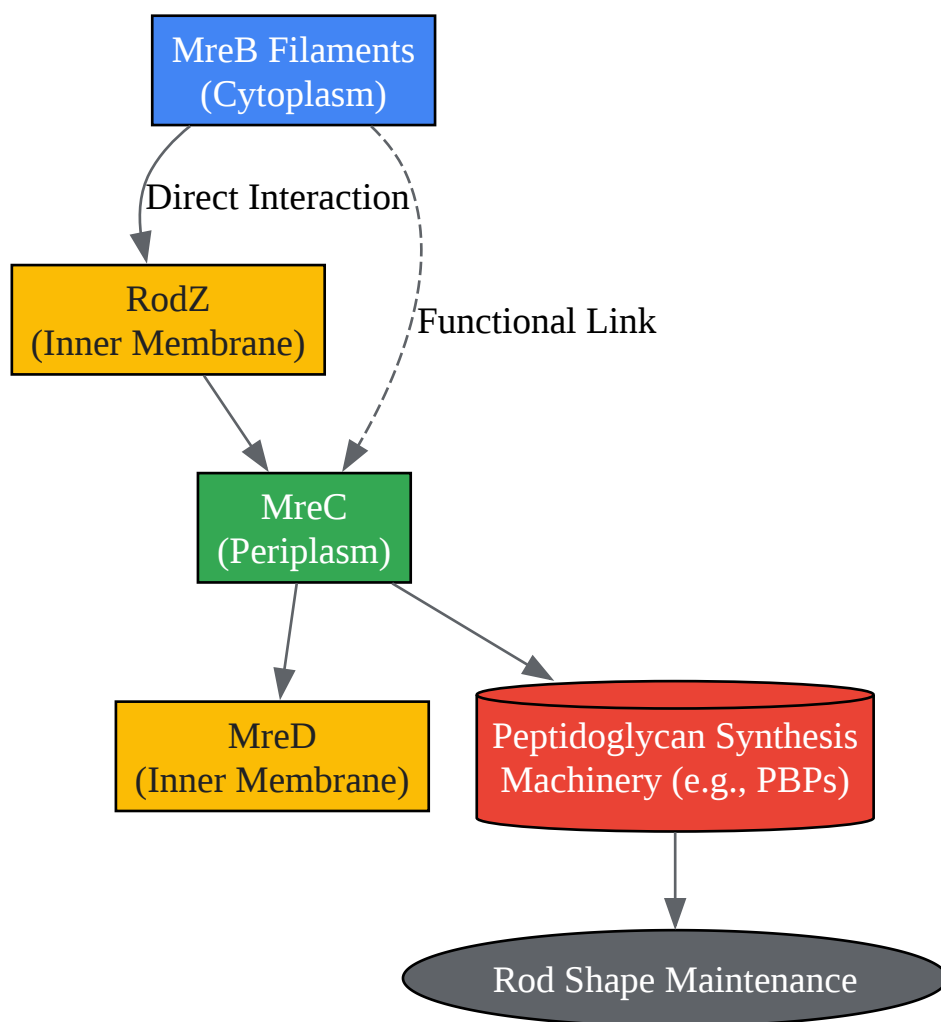 MreB Filaments
(Cytoplasm)
Direct Interaction
RodZ
(Inner Membrane)
Functional Link
MreC
(Periplasm)
MreD
(Inner Membrane)
Peptidoglycan Synthesis
Machinery (e.g., PBPs)
Rod Shape Maintenance